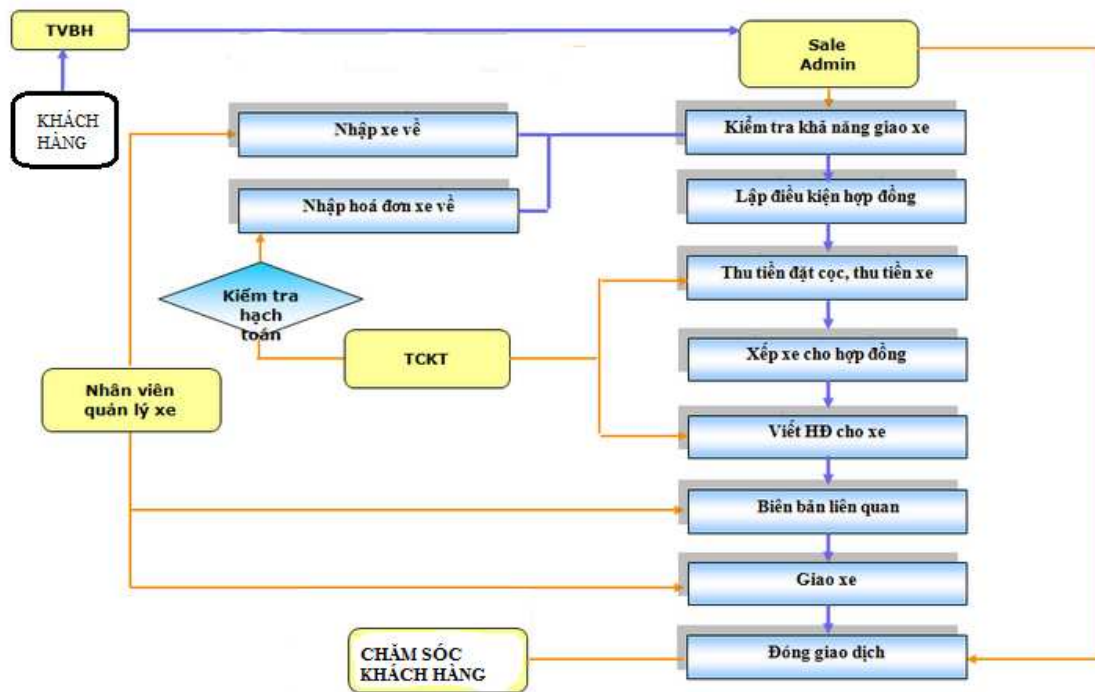 TVBH
Sale
Admin
KHÁCH
HÀNG
Nhập xe về
Kiểm tra khả năng giao xe
Nhập hoá đơn xe về
Lập điều kiện hợp đồng
Thu tiền đặt cọc, thu tiền xe
Kiểm tra
hạch
toán
TCKT
Xếp xe cho hợp đồng
Nhân viên
quản lý xe
Viết HĐ cho xe
Biên bản liên quan
Giao xe
CHĂM SÓC
KHÁCH HÀNG
Đóng giao dịch